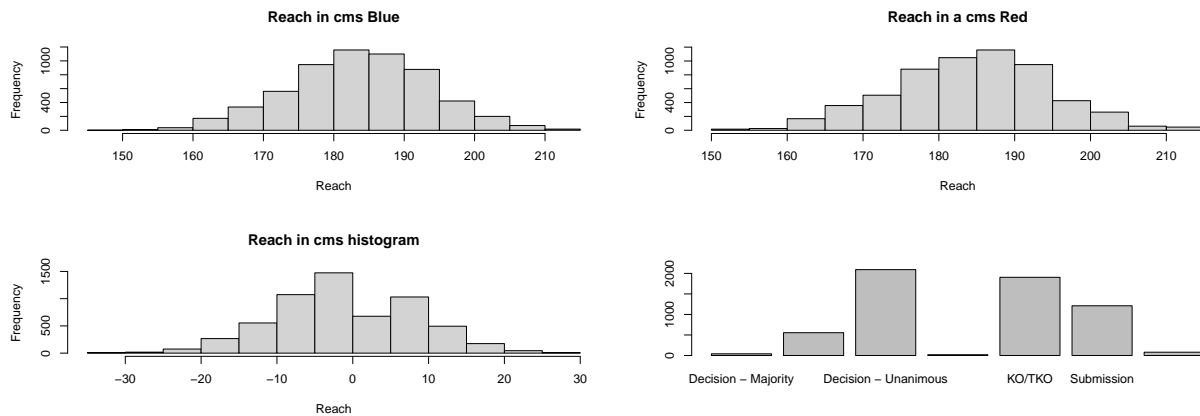 Reach in cms Blue
Frequency
0 400 1000
150 160 170 180 190 200 210
Reach
Reach in a cms Red
Frequency
0 400 1000
150 160 170 180 190 200 210
Reach
Reach in cms histogram
Frequency
0 500 1500
−30 −20 −10 0 10 20 30
Reach
0 1000 2000
Decision − Majority Decision − Unanimous KO/TKO Submission